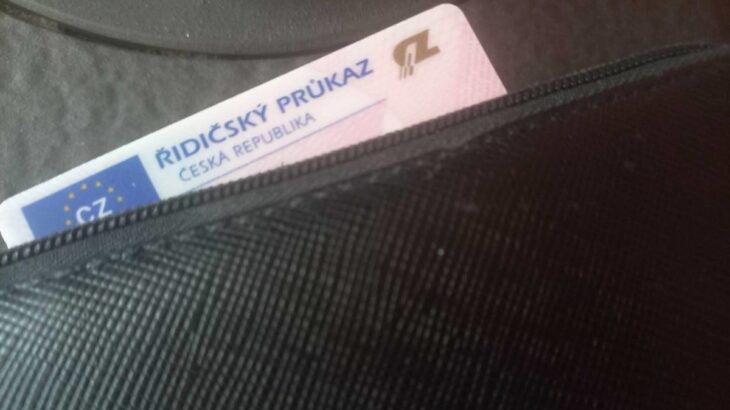 ŘIDIČSKÝ PRŮKAZ
ČESKÁ REPUBLIKA
CZ